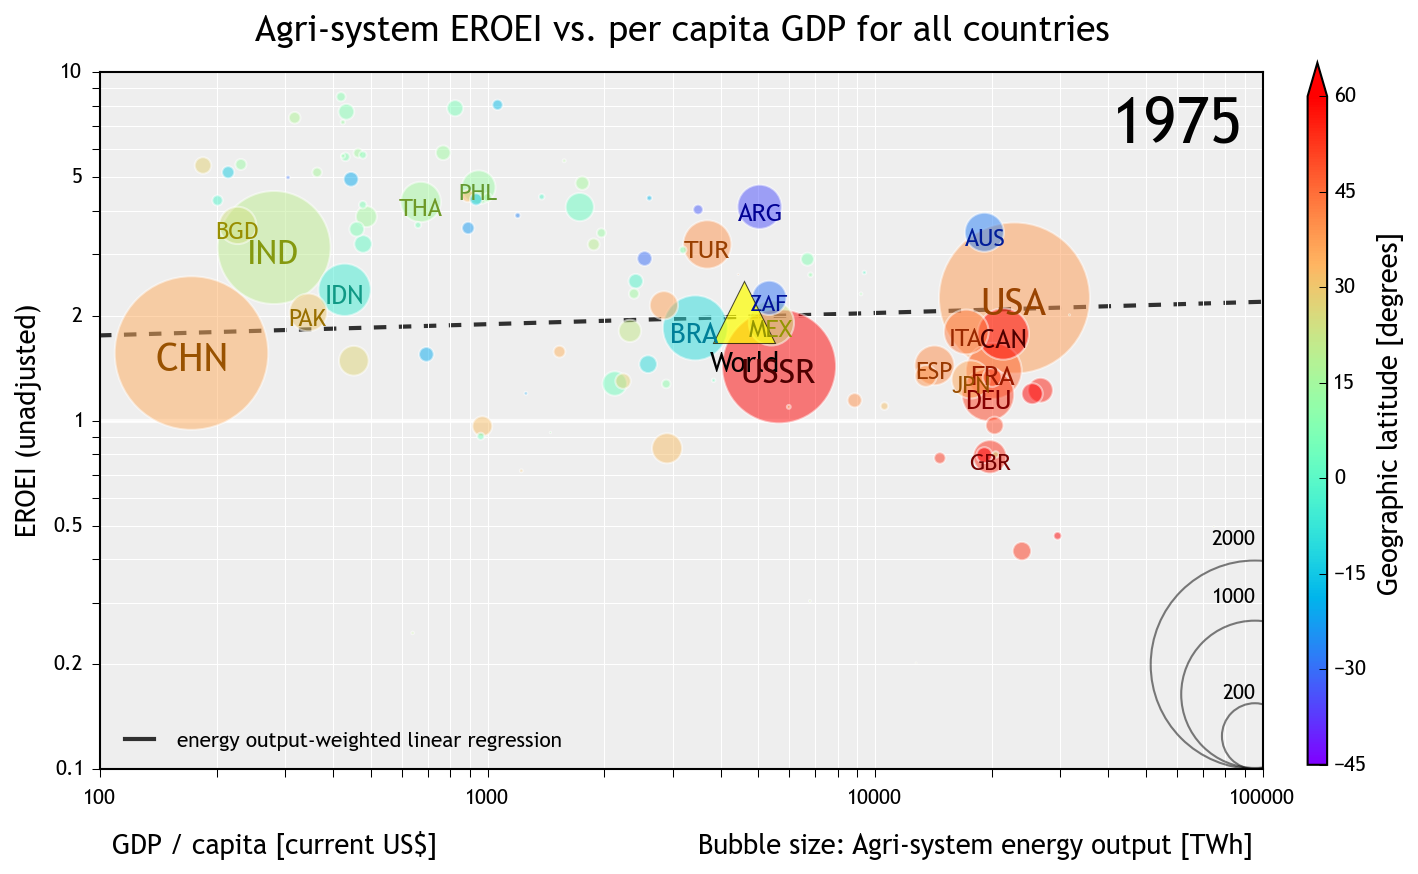 Agri-system EROEI vs. per capita GDP for all countries
1975
10
5
2
1
0.5
0.2
0.1
EROEI (unadjusted)
PHL
THA
ARG
BGD
IND
TUR
AUS
IDN
PAK
ZAF
USA
BRA
MEX
ITA
CAN
CHN
World
USSR
ESP
FRA
JPN
DEU
GBR
2000
1000
200
energy output-weighted linear regression
100
1000
10000
100000
GDP / capita [current US$]
Bubble size: Agri-system energy output [TWh]
60
45
30
15
0
−15
−30
−45
Geographic latitude [degrees]